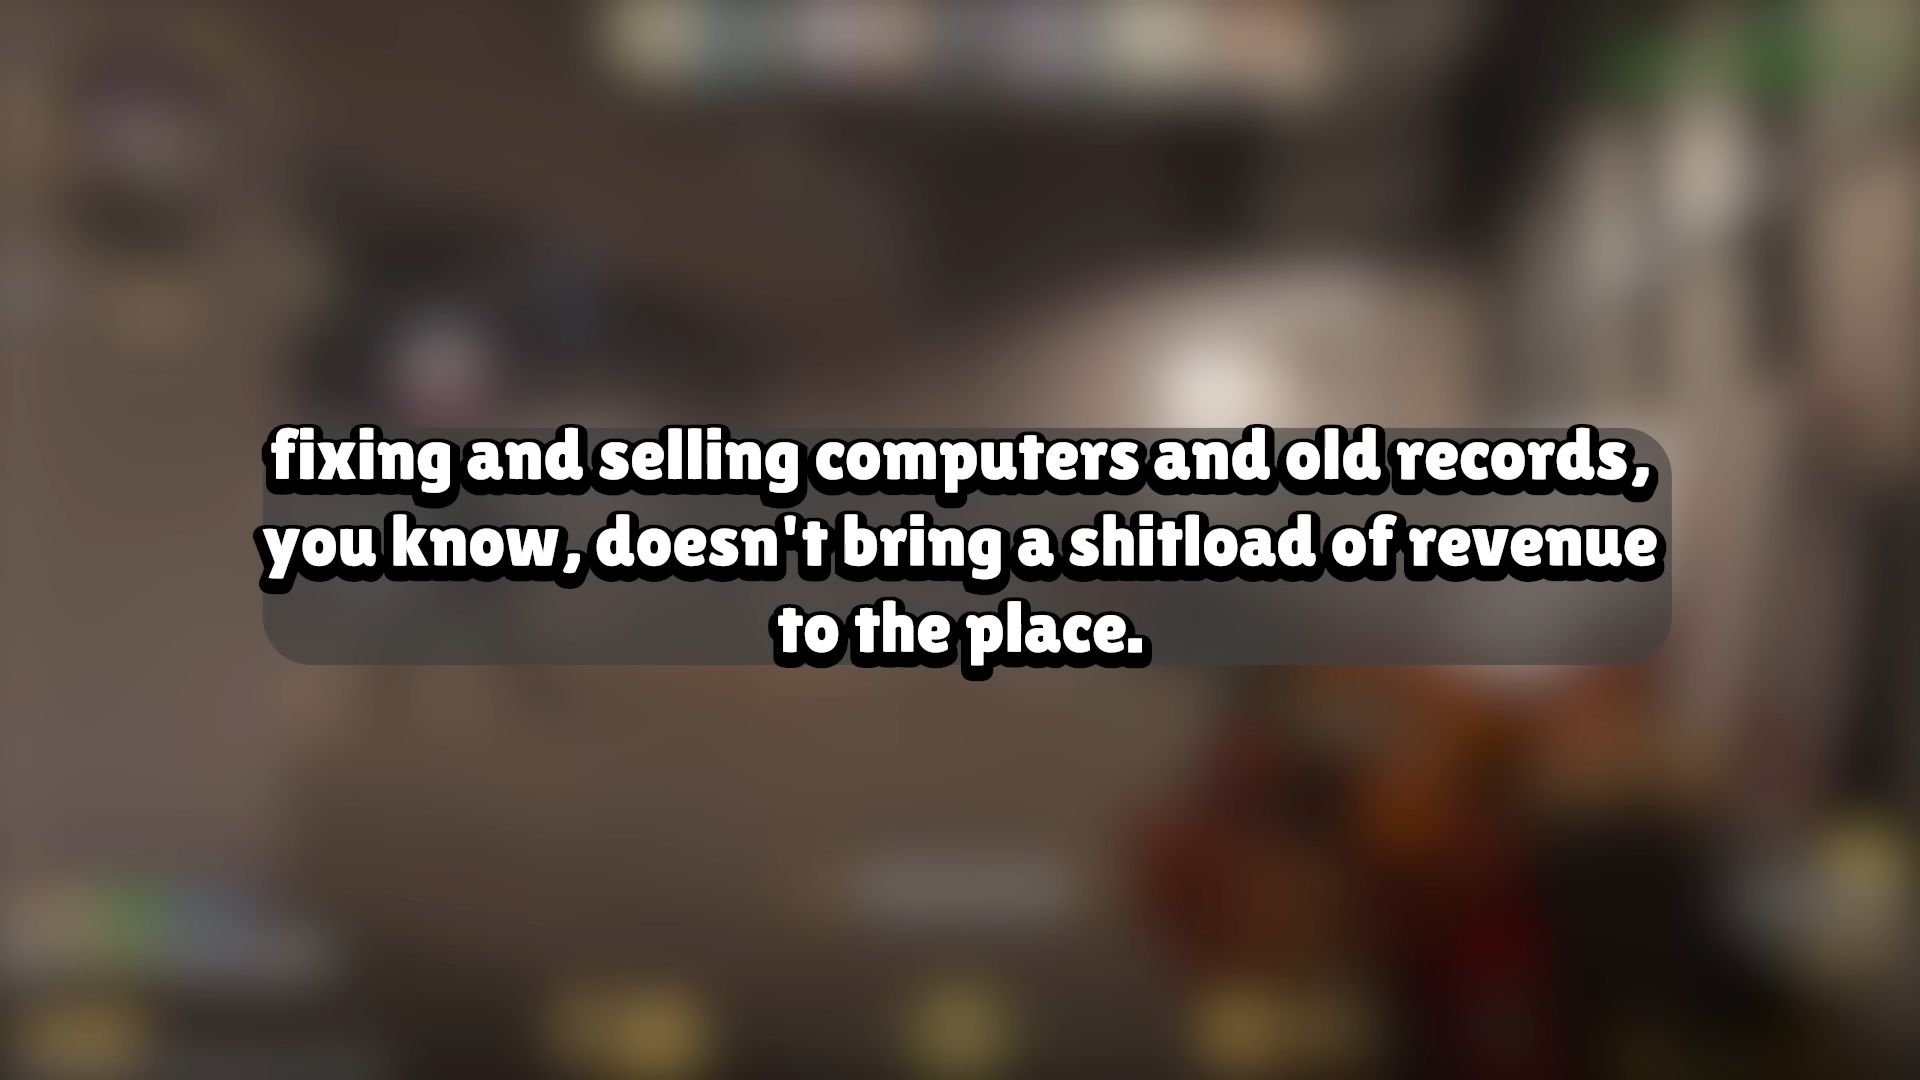 fixing and selling computers and old records,
you know, doesn't bring a shitload of revenue
to the place.